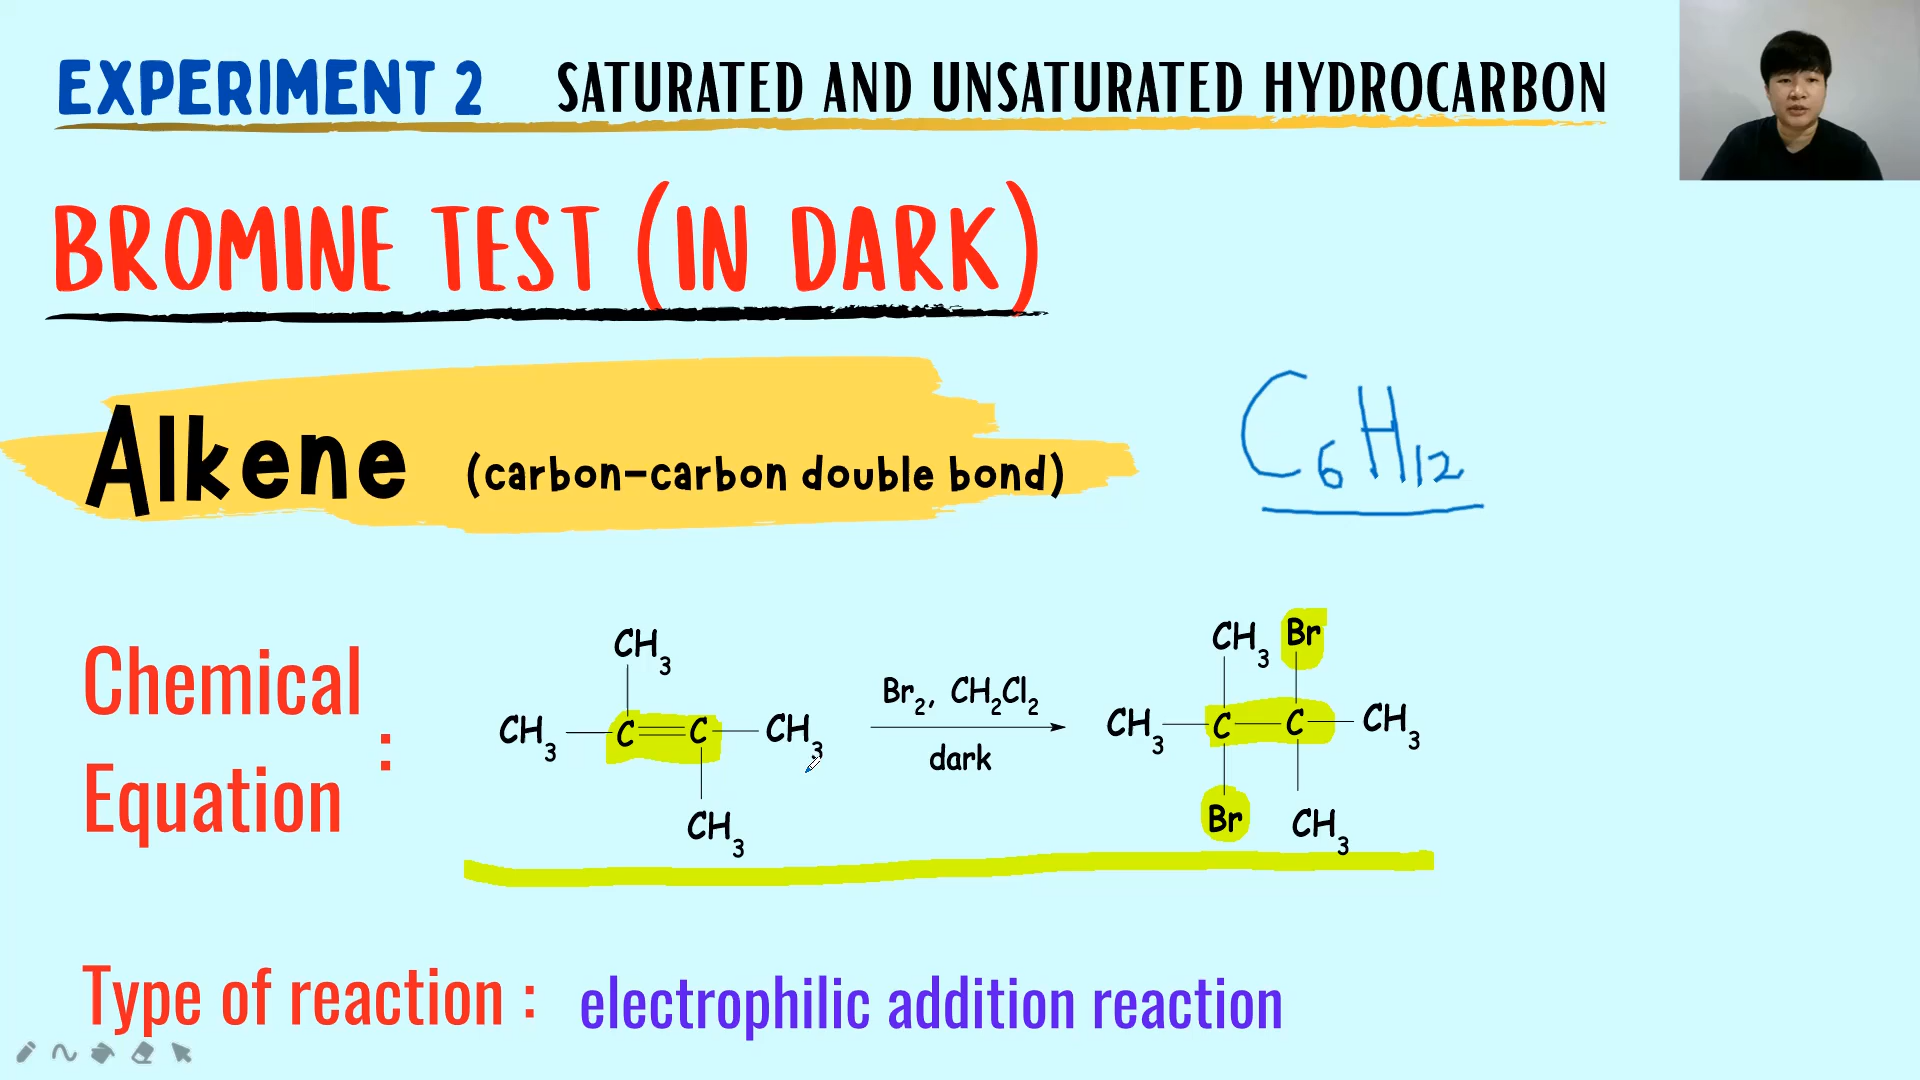 EXPERIMENT 2 SATURATED AND UNSATURATED HYDROCARBON
BROMINE TEST (IN DARK)
Alkene (carbon-carbon double bond)
C₆H₁₂
Chemical
Equation :
CH₃
CH₃ C C CH₃
CH₃
Br₂, CH₂Cl₂
dark
CH₃ Br
CH₃ C C CH₃
Br CH₃
Type of reaction : electrophilic addition reaction